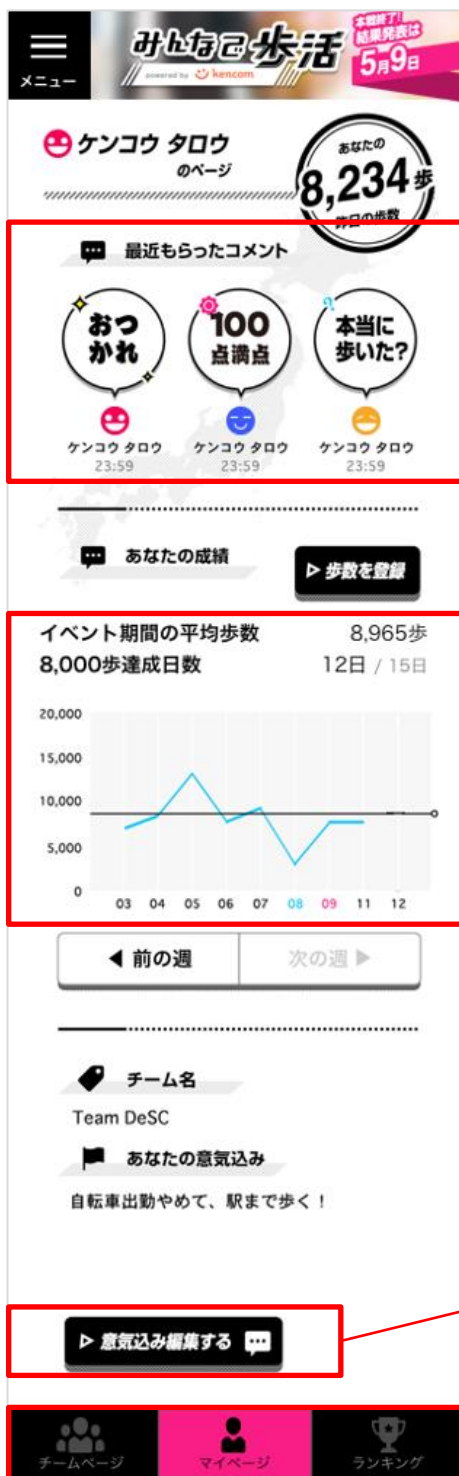 メニュー
みんなで歩活
powered by kencom
本戦終了!
結果発表は
5月9日
ケンコウ タロウ
のページ
あなたの
8,234歩
昨日の歩数
最近もらったコメント
おつ
かれ
100
点満点
?
本当に
歩いた?
ケンコウ タロウ ケンコウ タロウ ケンコウ タロウ
23:59 23:59 23:59
あなたの成績
歩数を登録
イベント期間の平均歩数 8,965歩
8,000歩達成日数 12日 / 15日
20,000
15,000
10,000
5,000
0
03 04 05 06 07 08 09 11 12
前の週 次の週
チーム名
Team DeSC
あなたの意気込み
自転車出勤やめて、駅まで歩く!
意気込み編集する
チームページ マイページ ランキング